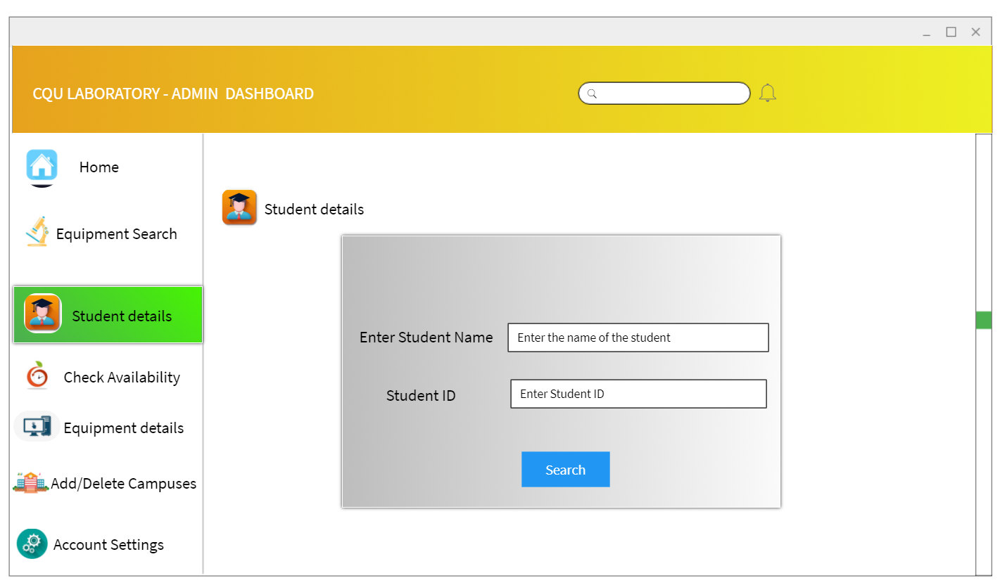 CQU LABORATORY - ADMIN  DASHBOARD
Home
Equipment Search
Student details
Check Availability
Equipment details
Add/Delete Campuses
Account Settings
Student details
Enter Student Name
Enter the name of the student
Student ID
Enter Student ID
Search